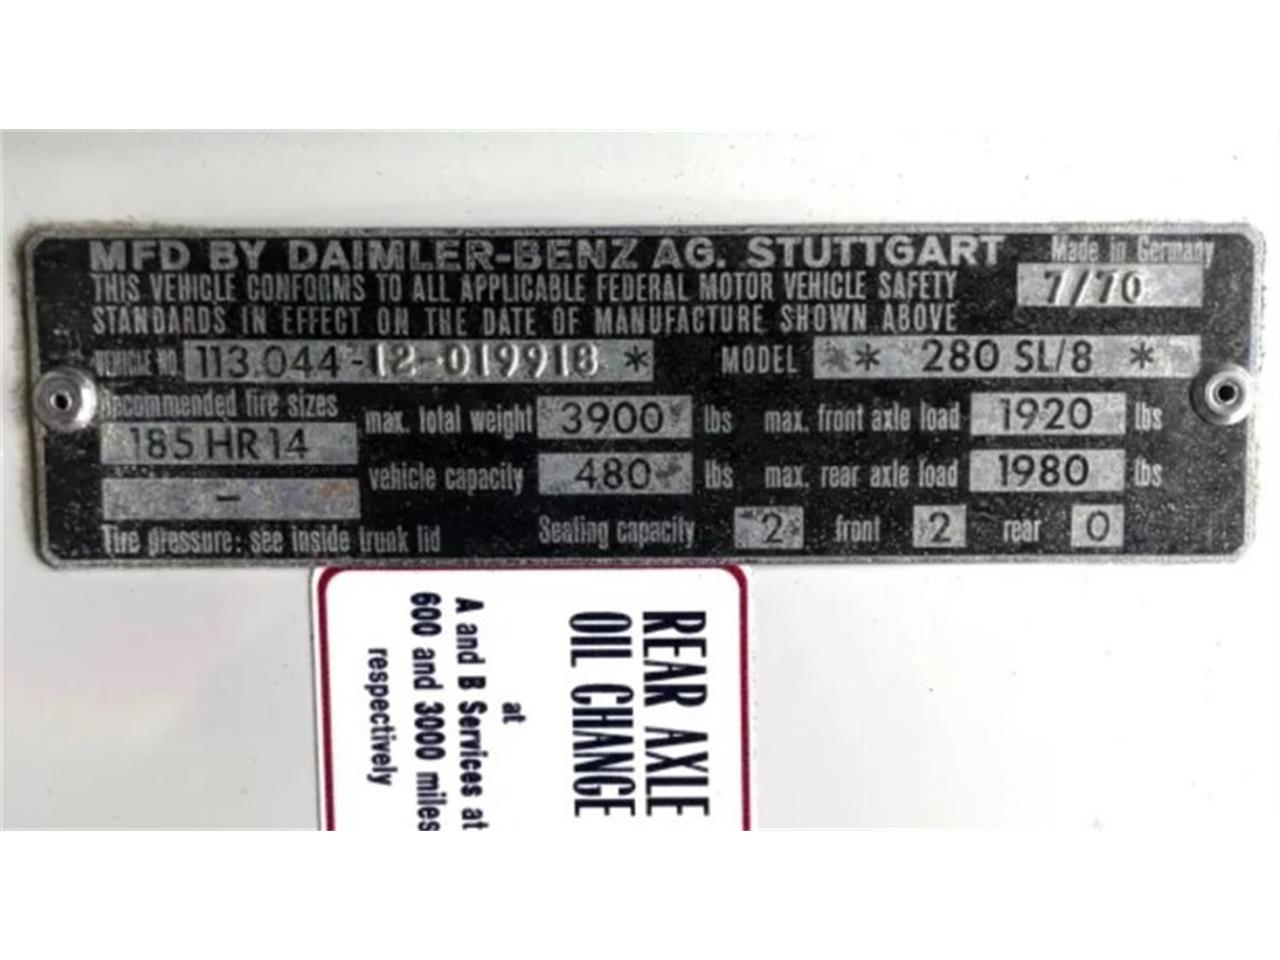 MFD BY DAIMLER-BENZ AG. STUTTGART Made in Germany
THIS VEHICLE CONFORMS TO ALL APPLICABLE FEDERAL MOTOR VEHICLE SAFETY 7/70
STANDARDS IN EFFECT ON THE DATE OF MANUFACTURE SHOWN ABOVE
VEHICLE NO. 113.044-12-019918 * MODEL * * 280 SL/8 *
Recommended tire sizes max. total weight 3900 lbs max. front axle load 1920 lbs
185 HR 14
- vehicle capacity 480 lbs max. rear axle load 1980 lbs
Tire pressure: see inside trunk lid Seating capacity 2 front 2 rear 0
REAR AXLE
OIL CHANGE
at
A and B Services at
600 and 3000 miles
respectively